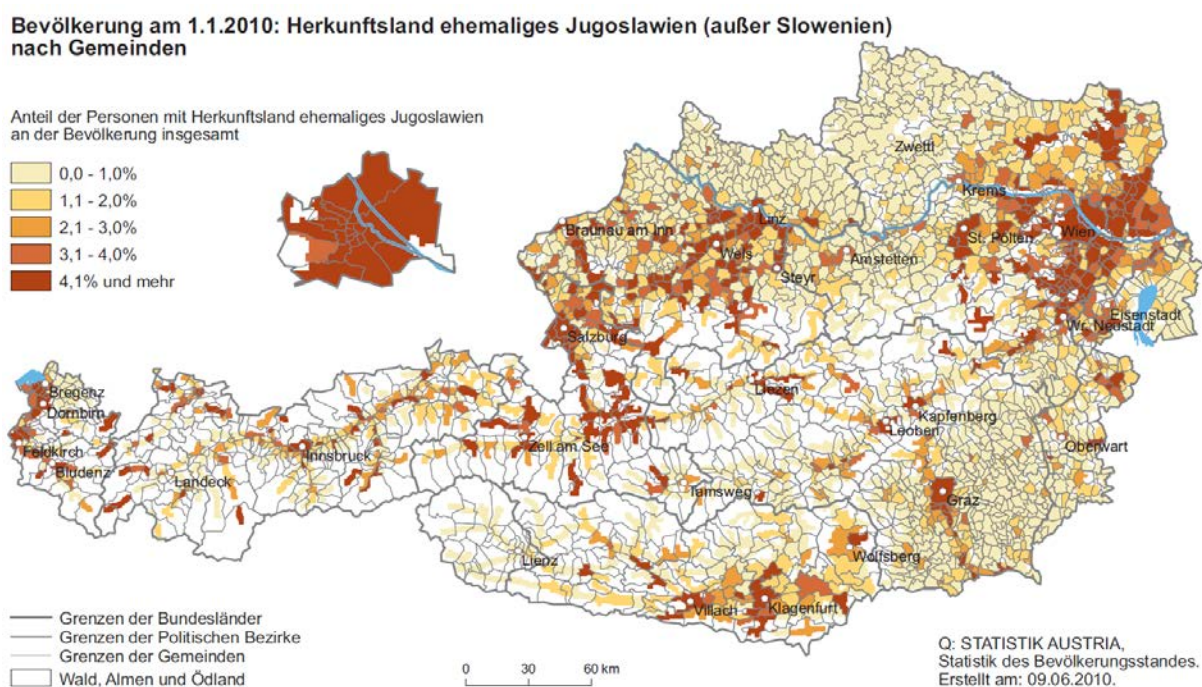 Bevölkerung am 1.1.2010: Herkunftsland ehemaliges Jugoslawien (außer Slowenien)
nach Gemeinden
Anteil der Personen mit Herkunftsland ehemaliges Jugoslawien
an der Bevölkerung insgesamt
0,0 - 1,0%
1,1 - 2,0%
2,1 - 3,0%
3,1 - 4,0%
4,1% und mehr
Zwettl
Krems
Linz
Braunau am Inn
St. Pölten
Wien
Wels
Amstetten
Steyr
Eisenstadt
Wr. Neustadt
Salzburg
Bregenz
Dornbirn
Liezen
Kapfenberg
Leoben
Feldkirch
Zell am See
Oberwart
Innsbruck
Bludenz
Landeck
Tamsweg
Graz
Lienz
Wolfsberg
Villach
Klagenfurt
Grenzen der Bundesländer
Grenzen der Politischen Bezirke
Grenzen der Gemeinden
Wald, Almen und Ödland
0 30 60 km
Q: STATISTIK AUSTRIA,
Statistik des Bevölkerungsstandes.
Erstellt am: 09.06.2010.